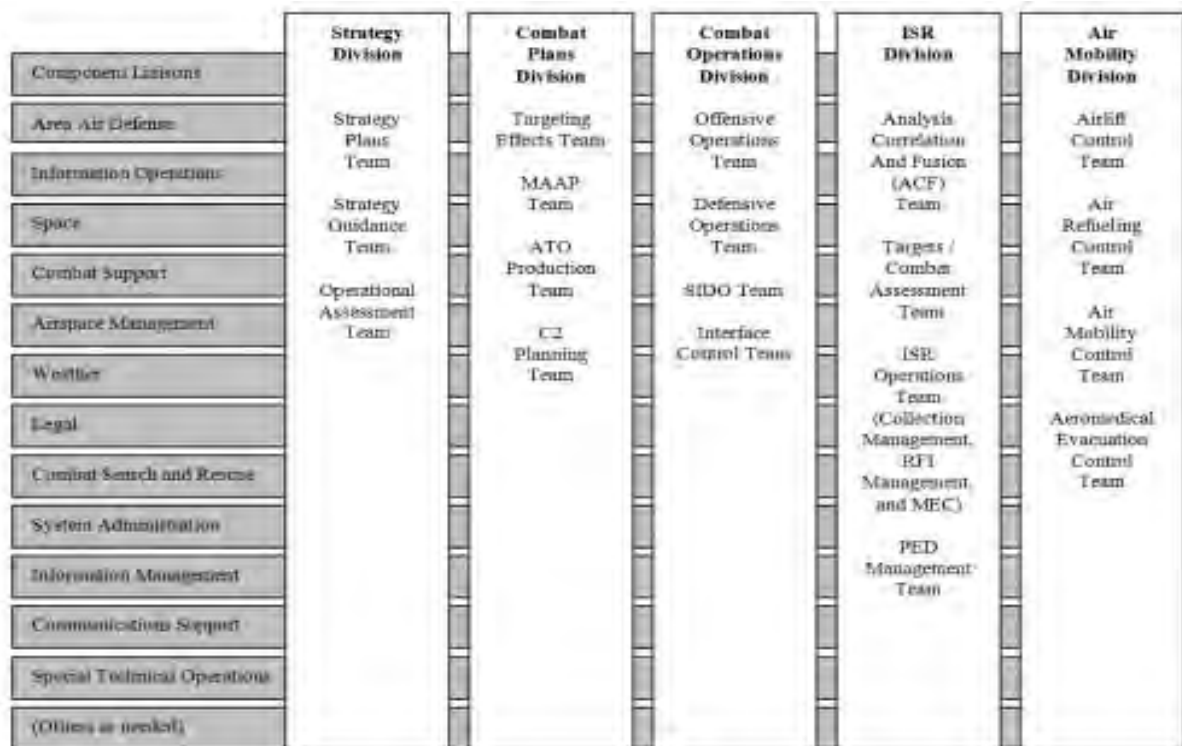 Strategy
Division
Combat
Plans
Division
Combat
Operations
Division
ISR
Division
Air
Mobility
Division
Component Liaisons
Area Air Defense
Information Operations
Space
Combat Support
Airspace Management
Weather
Legal
Combat Search and Rescue
System Administration
Information Management
Communications Support
Special Technical Operations
(Others as needed)
Strategy
Plans
Team
Strategy
Guidance
Team
Operational
Assessment
Team
Targeting
Effects Team
MAAP
Team
ATO
Production
Team
C2
Planning
Team
Offensive
Operations
Team
Defensive
Operations
Team
SIDO Team
Interface
Control Team
Analysis
Correlation
And Fusion
(ACF)
Team
Targets /
Combat
Assessment
Team
ISR
Operations
Team
(Collection
Management,
RFI
Management,
and MEC)
PED
Management
Team
Airlift
Control
Team
Air
Refueling
Control
Team
Air
Mobility
Control
Team
Aeromedical
Evacuation
Control
Team